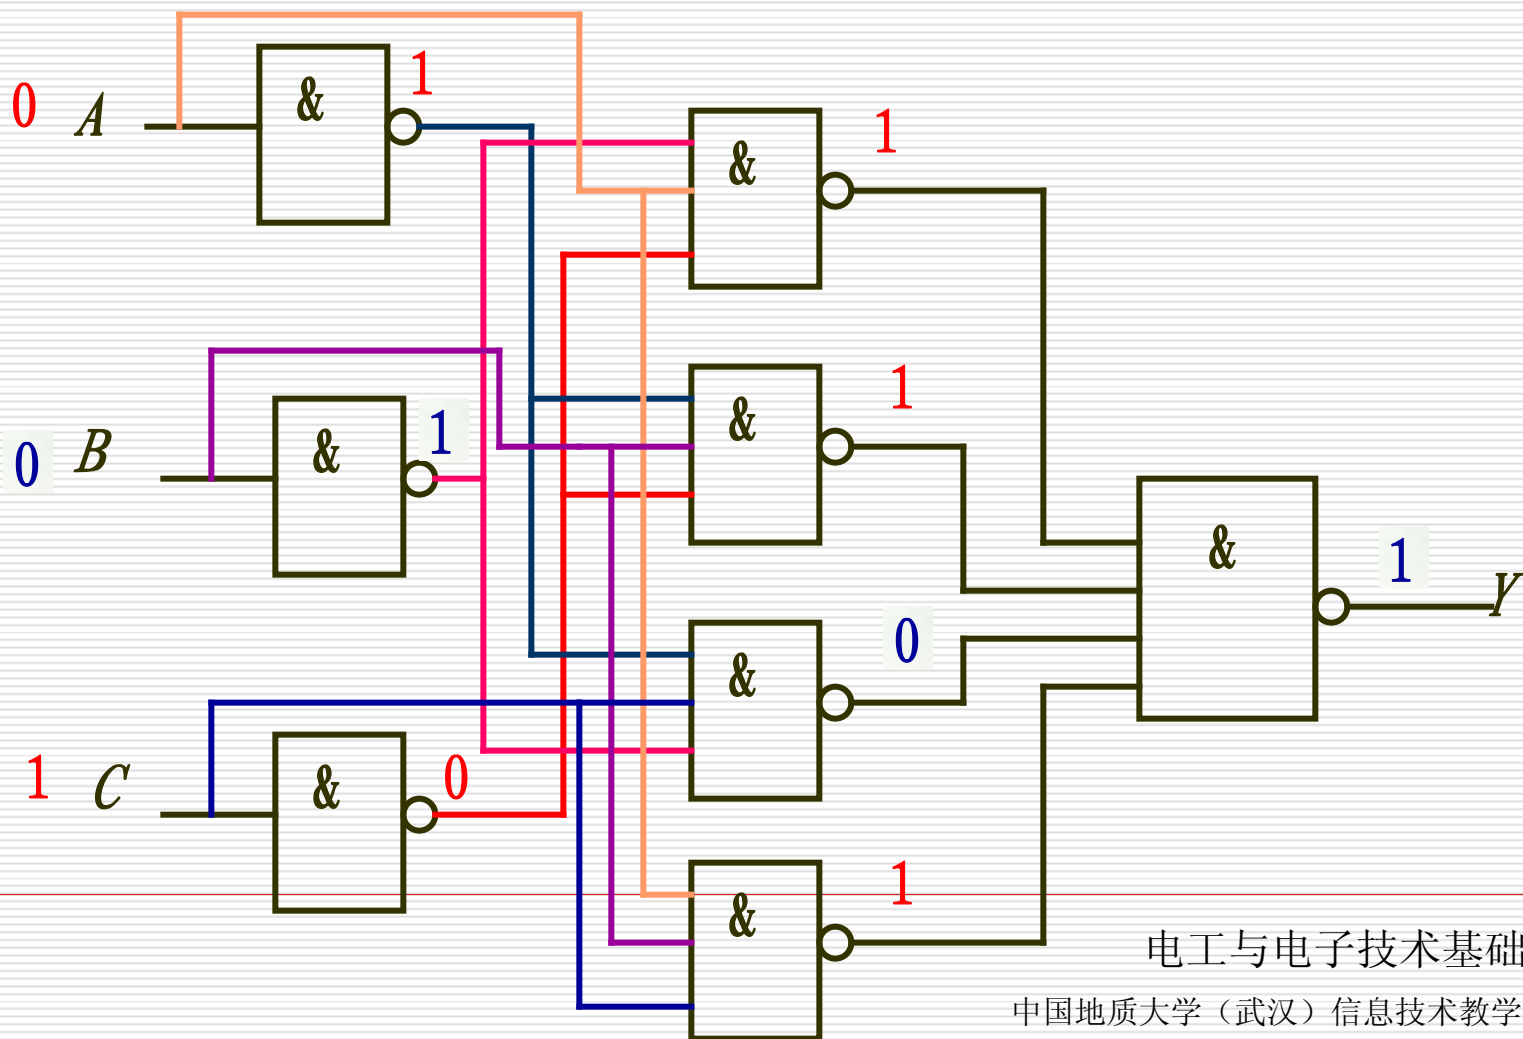 0 A & 1
& 1
& 1
0 B & 1
& 1 Y
& 0
1 C & 0
& 1
电工与电子技术基础
中国地质大学（武汉）信息技术教学